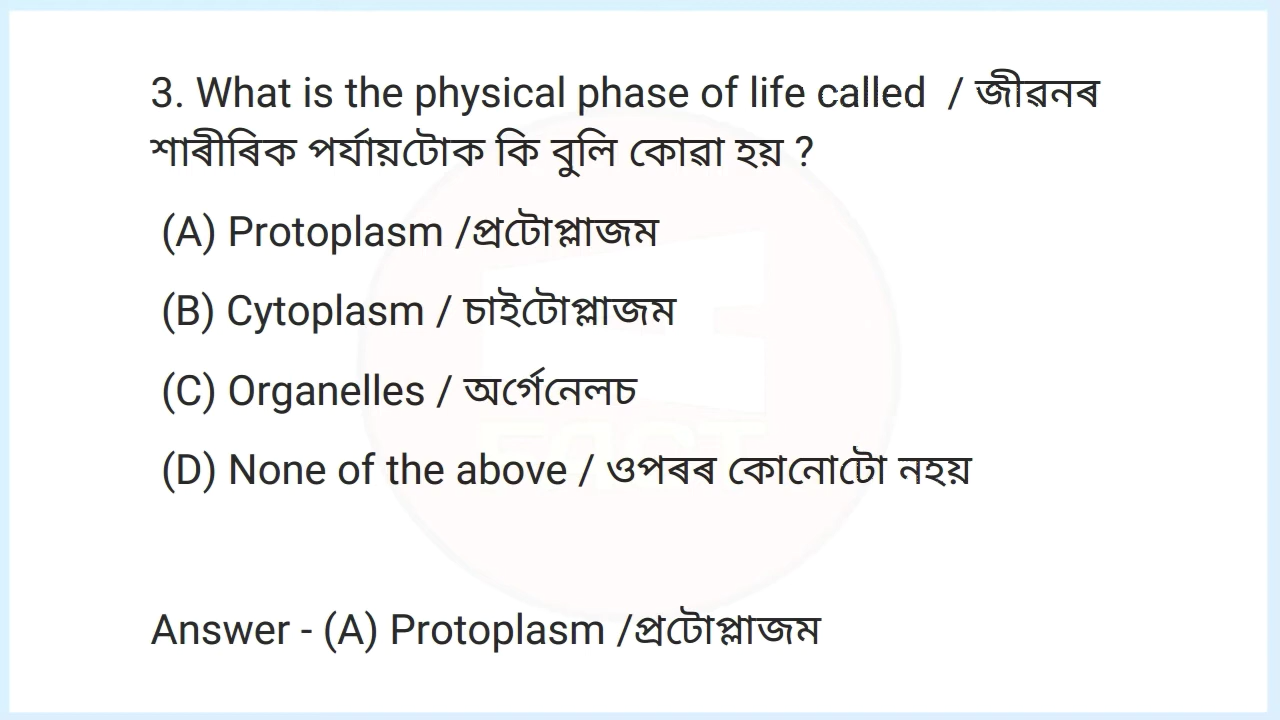 3. What is the physical phase of life called / জীৱনৰ
শাৰীৰিক পৰ্যায়টোক কি বুলি কোৱা হয় ?
(A) Protoplasm /প্ৰটোপ্লাজম
(B) Cytoplasm / চাইটোপ্লাজম
(C) Organelles / অৰ্গেনেলচ
(D) None of the above / ওপৰৰ কোনোটো নহয়
Answer - (A) Protoplasm /প্ৰটোপ্লাজম